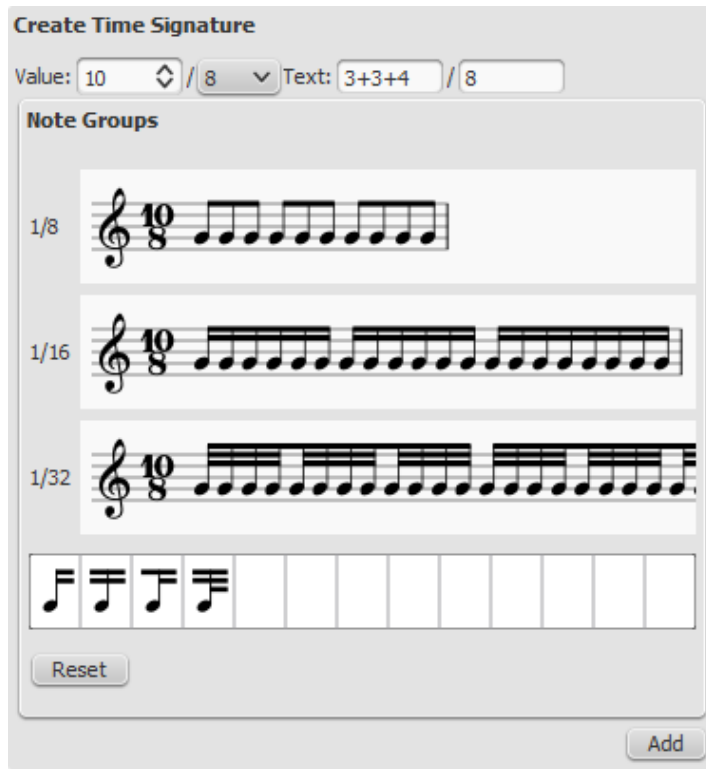 Create Time Signature
Value: 10 / 8 Text: 3+3+4 / 8
Note Groups
1/8 10 8
1/16 10 8
1/32 10 8
Reset
Add